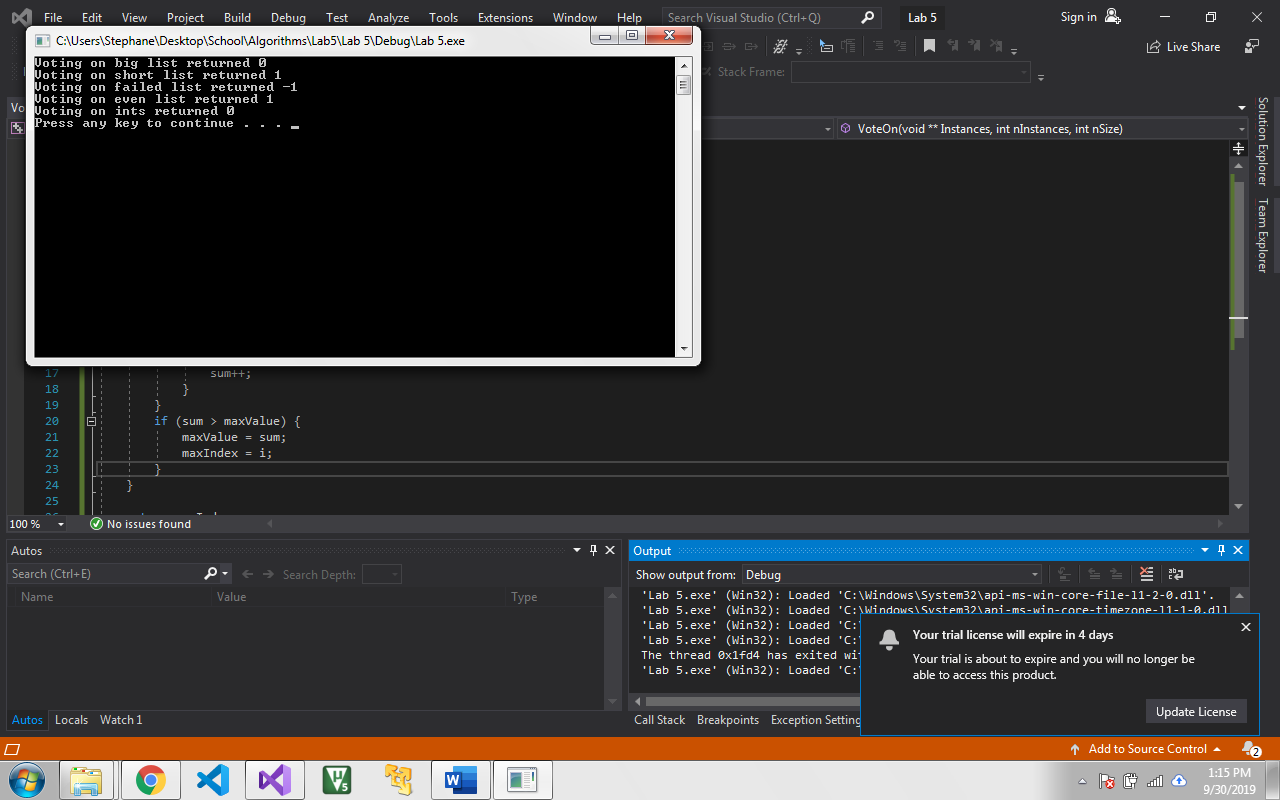 File Edit View Project Build Debug Test Analyze Tools Extensions Window Help Search Visual Studio (Ctrl+Q) Lab 5 Sign in
C:\Users\Stephane\Desktop\School\Algorithms\Lab5\Lab 5\Debug\Lab 5.exe
Live Share
Voting on big list returned 0
Voting on short list returned 1
Voting on failed list returned -1
Voting on even list returned 1
Voting on ints returned 0
Press any key to continue . . .
Stack Frame:
Vo
VoteOn(void ** Instances, int nInstances, int nSize)
Solution Explorer
Team Explorer
17 sum++;
18 }
19 }
20 if (sum > maxValue) {
21 maxValue = sum;
22 maxIndex = i;
23 }
24 }
25
100 % No issues found
Autos
Search (Ctrl+E) Search Depth:
Name Value Type
Autos Locals Watch 1
Output
Show output from: Debug
'Lab 5.exe' (Win32): Loaded 'C:\Windows\System32\api-ms-win-core-file-l1-2-0.dll'.
'Lab 5.exe' (Win32): Loaded 'C:\Windows\System32\api-ms-win-core-timezone-l1-1-0.dll
'Lab 5.exe' (Win32): Loaded 'C:
'Lab 5.exe' (Win32): Loaded 'C:
The thread 0x1fd4 has exited wi
'Lab 5.exe' (Win32): Loaded 'C:
Call Stack Breakpoints Exception Setting
Your trial license will expire in 4 days
Your trial is about to expire and you will no longer be
able to access this product.
Update License
Add to Source Control 2
1:15 PM
9/30/2019